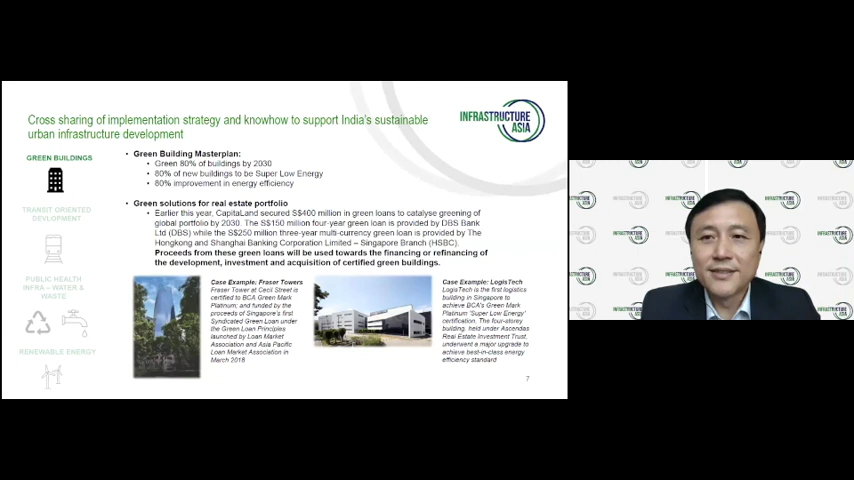 Cross sharing of implementation strategy and knowhow to support India's sustainable
urban infrastructure development
INFRASTRUCTURE
ASIA
GREEN BUILDINGS
TRANSIT ORIENTED
DEVLOPMENT
PUBLIC HEALTH
INFRA – WATER &
WASTE
RENEWABLE ENERGY
• Green Building Masterplan:
• Green 80% of buildings by 2030
• 80% of new buildings to be Super Low Energy
• 80% improvement in energy efficiency
• Green solutions for real estate portfolio
• Earlier this year, CapitaLand secured S$400 million in green loans to catalyse greening of
global portfolio by 2030. The S$150 million four-year green loan is provided by DBS Bank
Ltd (DBS) while the S$250 million three-year multi-currency green loan is provided by The
Hongkong and Shanghai Banking Corporation Limited – Singapore Branch (HSBC).
Proceeds from these green loans will be used towards the financing or refinancing of
the development, investment and acquisition of certified green buildings.
Case Example: Fraser Towers
Fraser Tower at Cecil Street is
certified to BCA Green Mark
Platinum; and funded by the
proceeds of Singapore's first
Syndicated Green Loan under
the Green Loan Principles
launched by Loan Market
Association and Asia Pacific
Loan Market Association in
March 2018
Case Example: LogisTech
LogisTech is the first logistics
building in Singapore to
achieve BCA's Green Mark
Platinum 'Super Low Energy'
certification. The four-storey
building, held under Ascendas
Real Estate Investment Trust,
underwent a major upgrade to
achieve best-in-class energy
efficiency standard
7